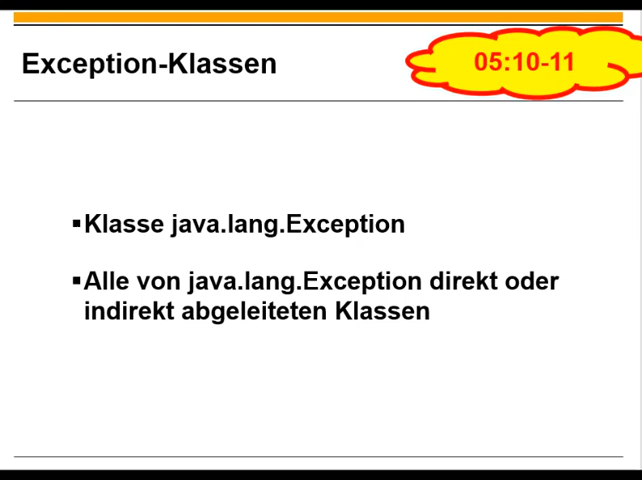 Exception-Klassen
05:10-11
▪Klasse java.lang.Exception
▪Alle von java.lang.Exception direkt oder
indirekt abgeleiteten Klassen